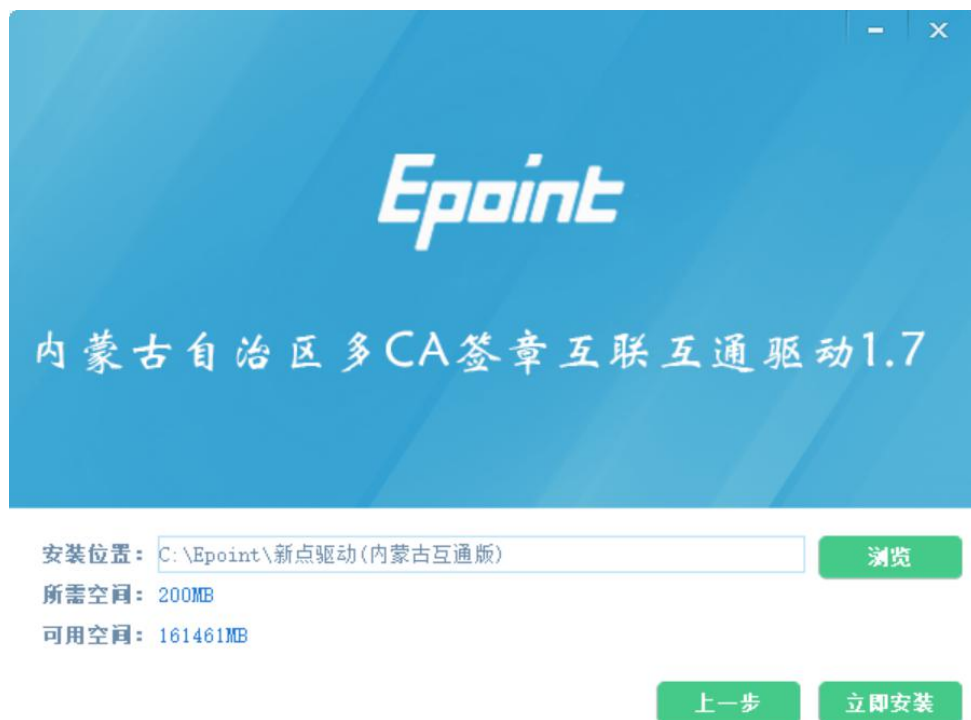 Epoint
内蒙古自治区多CA签章互联互通驱动1.7
安装位置： C:\Epoint\新点驱动(内蒙古互通版) 浏览
所需空间： 200MB
可用空间： 161461MB
上一步 立即安装